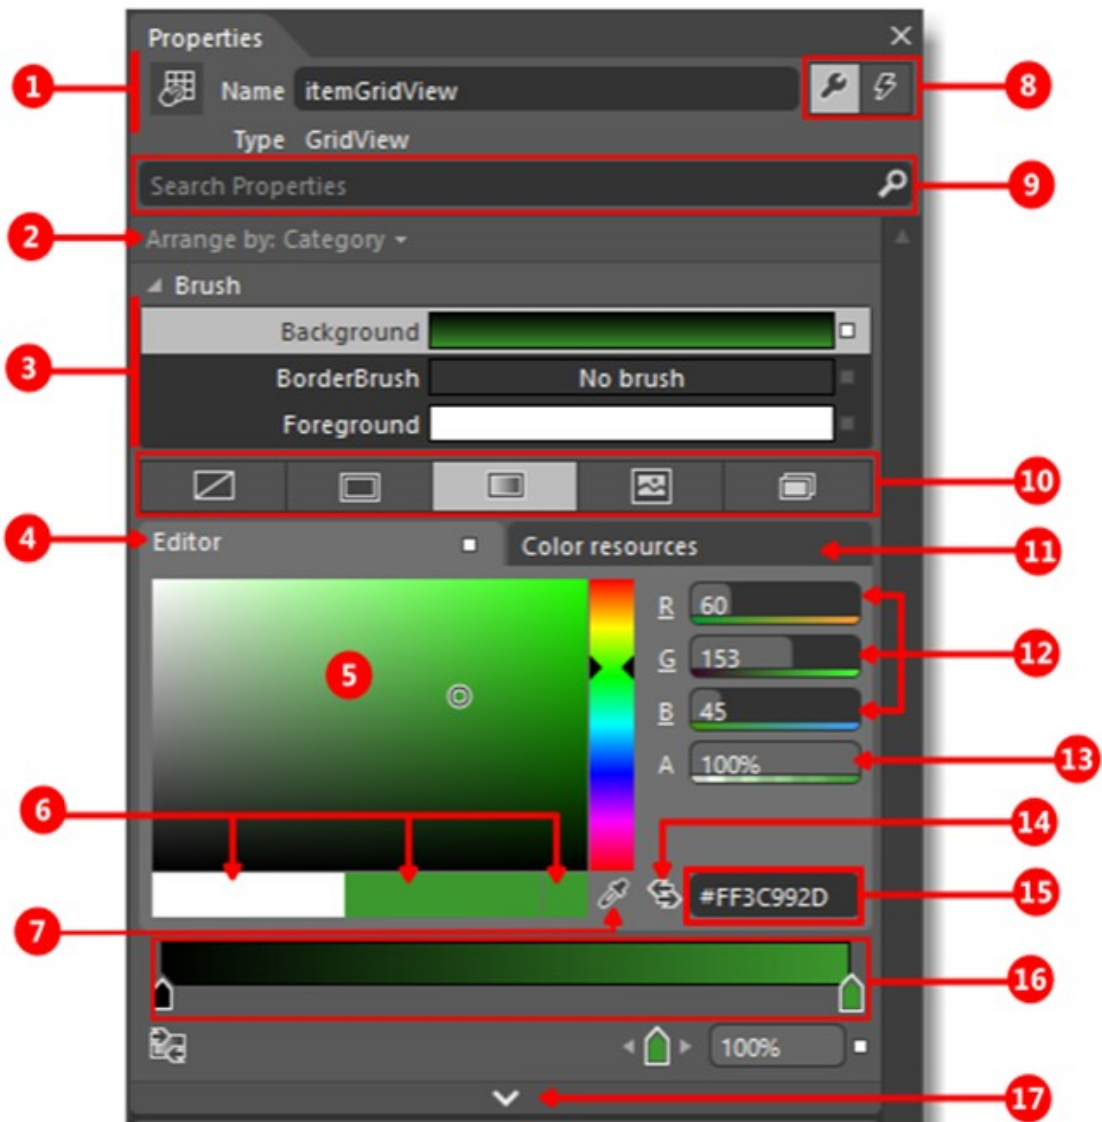 Properties
1
Name itemGridView
8
Type GridView
Search Properties
9
2
Arrange by: Category
Brush
Background
3
BorderBrush No brush
Foreground
10
4
Editor
Color resources
11
R 60
5
G 153
12
B 45
A 100%
13
6
14
#FF3C992D
15
7
16
100%
17